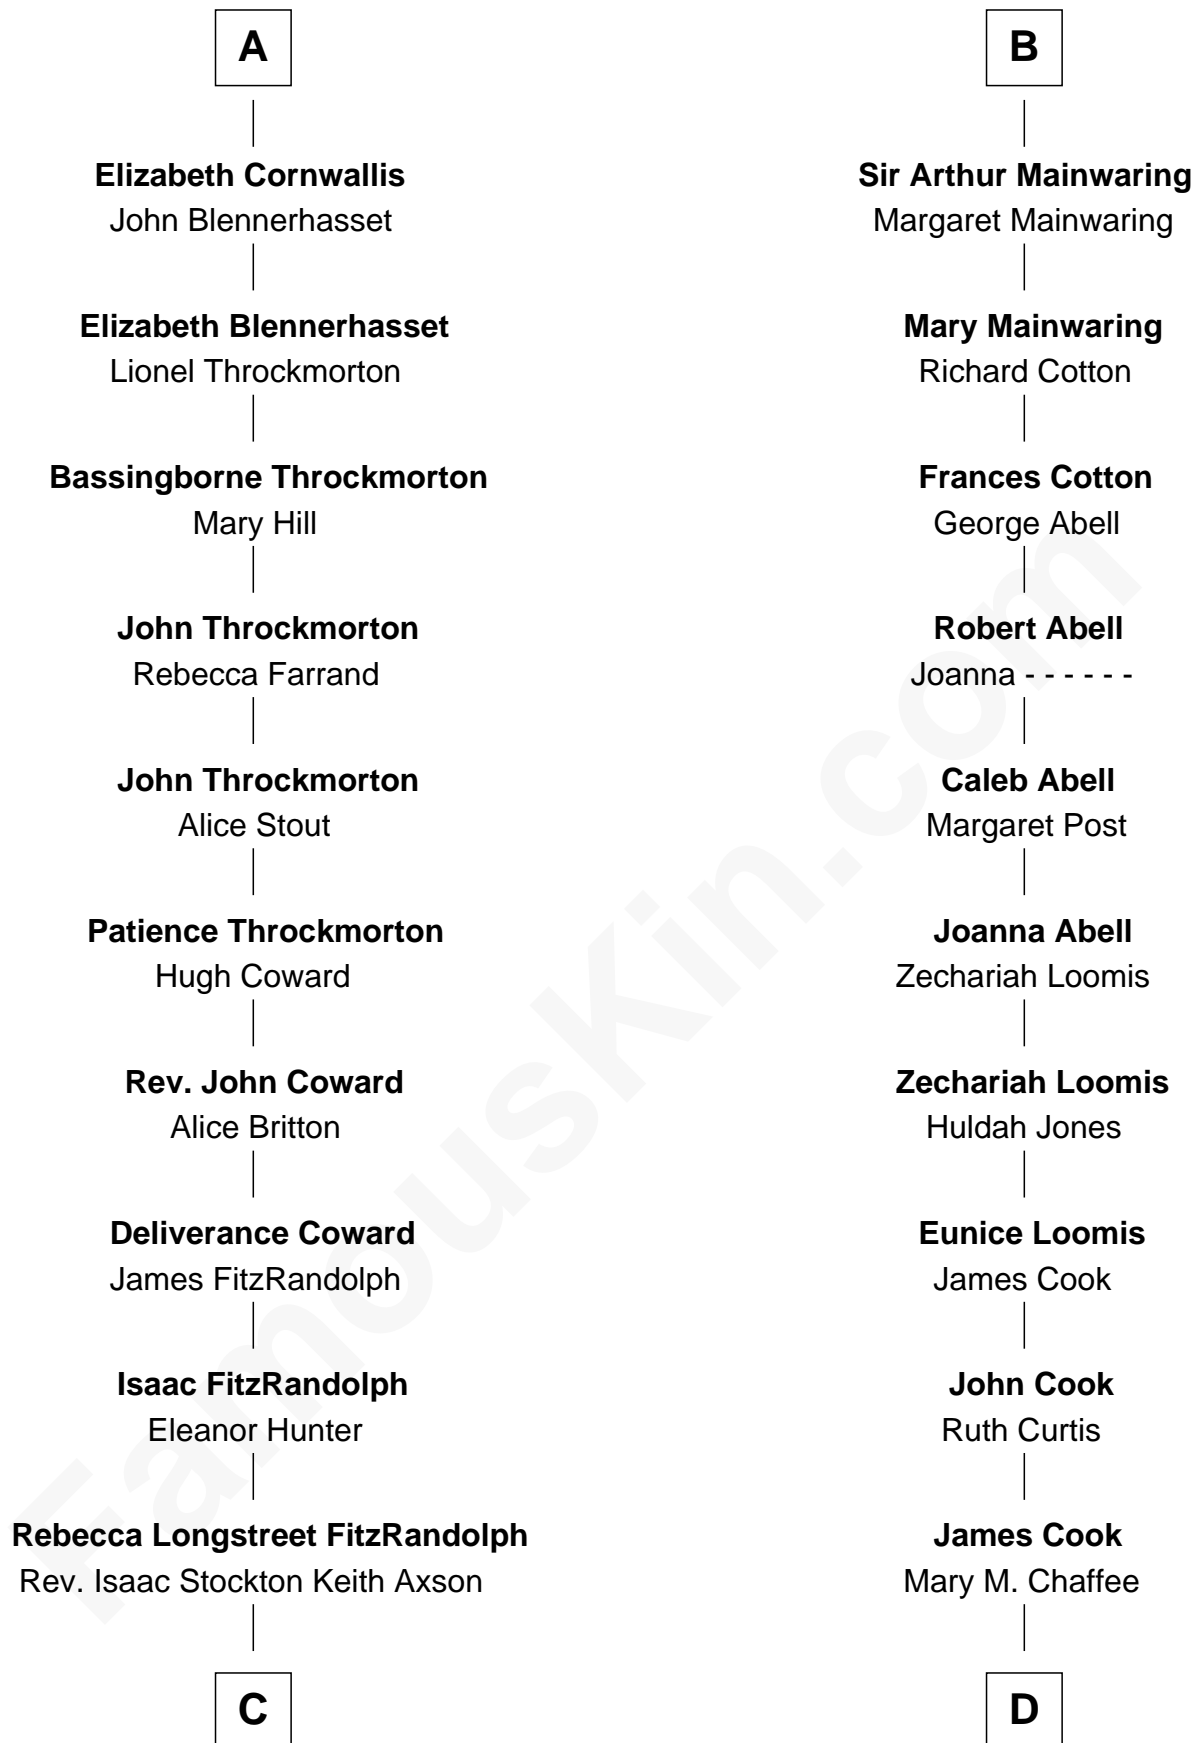 A
Elizabeth Cornwallis
John Blennerhasset
Elizabeth Blennerhasset
Lionel Throckmorton
Bassingborne Throckmorton
Mary Hill
John Throckmorton
Rebecca Farrand
John Throckmorton
Alice Stout
Patience Throckmorton
Hugh Coward
Rev. John Coward
Alice Britton
Deliverance Coward
James FitzRandolph
Isaac FitzRandolph
Eleanor Hunter
Rebecca Longstreet FitzRandolph
Rev. Isaac Stockton Keith Axson
C
B
Sir Arthur Mainwaring
Margaret Mainwaring
Mary Mainwaring
Richard Cotton
Frances Cotton
George Abell
Robert Abell
Joanna - - - - - -
Caleb Abell
Margaret Post
Joanna Abell
Zechariah Loomis
Zechariah Loomis
Huldah Jones
Eunice Loomis
James Cook
John Cook
Ruth Curtis
James Cook
Mary M. Chaffee
D
FamousKin.com